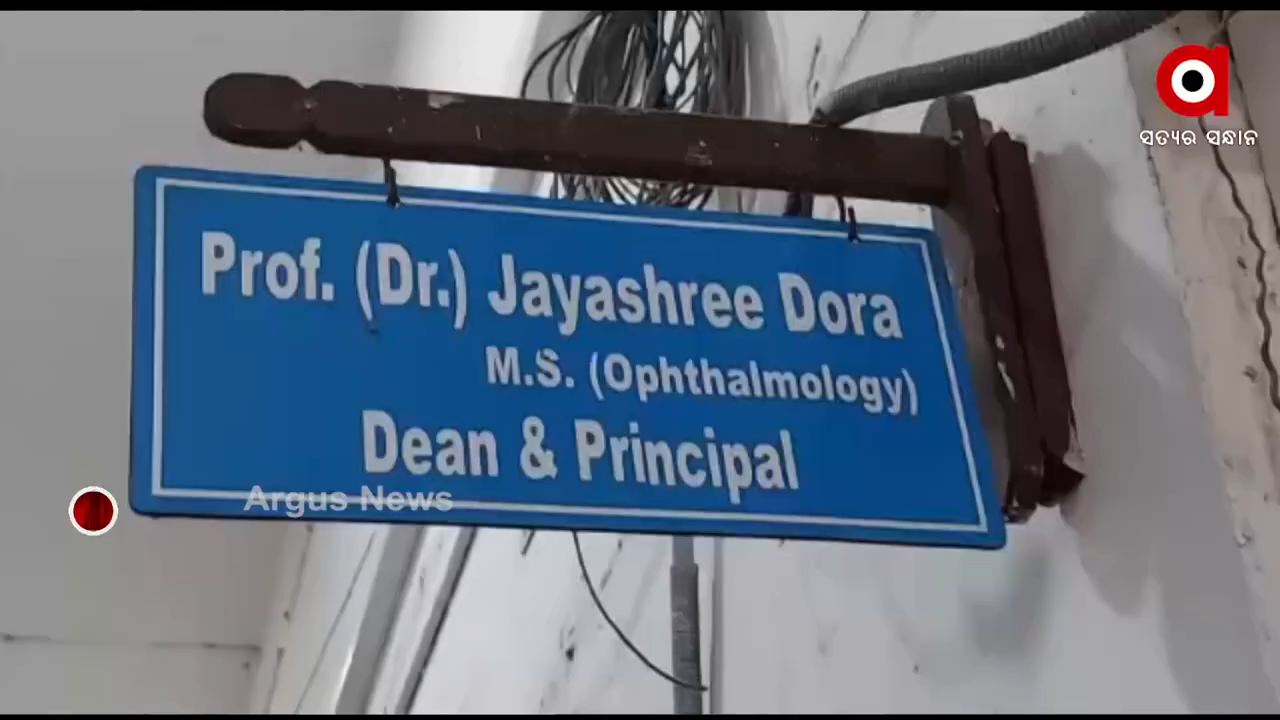 ସତ୍ୟର ସନ୍ଧାନ
Prof. (Dr.) Jayashree Dora
M.S. (Ophthalmology)
Dean & Principal
Argus News